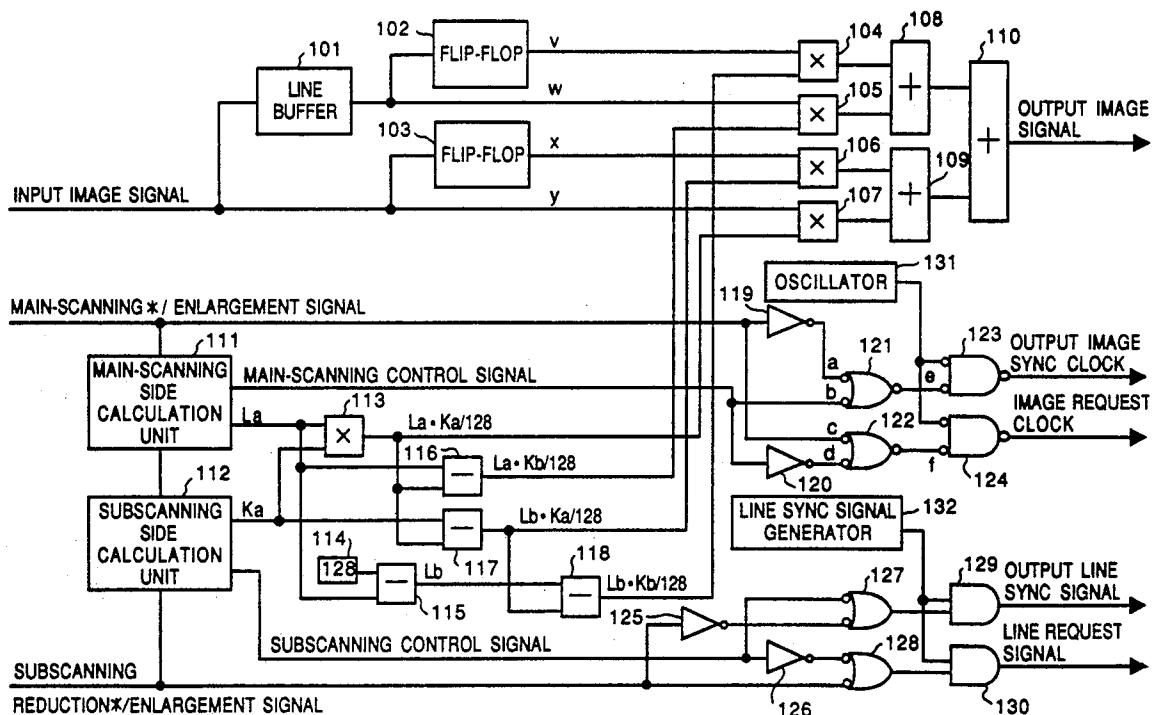 102
FLIP-FLOP
v
104
×
108
+
110
+
101
LINE
BUFFER
w
105
×
OUTPUT IMAGE
SIGNAL
103
FLIP-FLOP
x
106
×
109
+
INPUT IMAGE SIGNAL
y
107
×
131
OSCILLATOR
MAIN-SCANNING*/ ENLARGEMENT SIGNAL
119
123
OUTPUT IMAGE
SYNC CLOCK
111
MAIN-SCANNING
SIDE
CALCULATION
UNIT
MAIN-SCANNING CONTROL SIGNAL
a
121
e
b
IMAGE REQUEST
CLOCK
La
113
×
La•Ka/128
c
122
d
f
120
124
116
−
La•Kb/128
112
SUBSCANNING
SIDE
CALCULATION
UNIT
Ka
−
117
Lb•Ka/128
132
LINE SYNC SIGNAL
GENERATOR
114
128
−
115
Lb
118
−
Lb•Kb/128
127
129
OUTPUT LINE
SYNC SIGNAL
125
SUBSCANNING CONTROL SIGNAL
128
LINE REQUEST
SIGNAL
SUBSCANNING
REDUCTION*/ENLARGEMENT SIGNAL
126
130